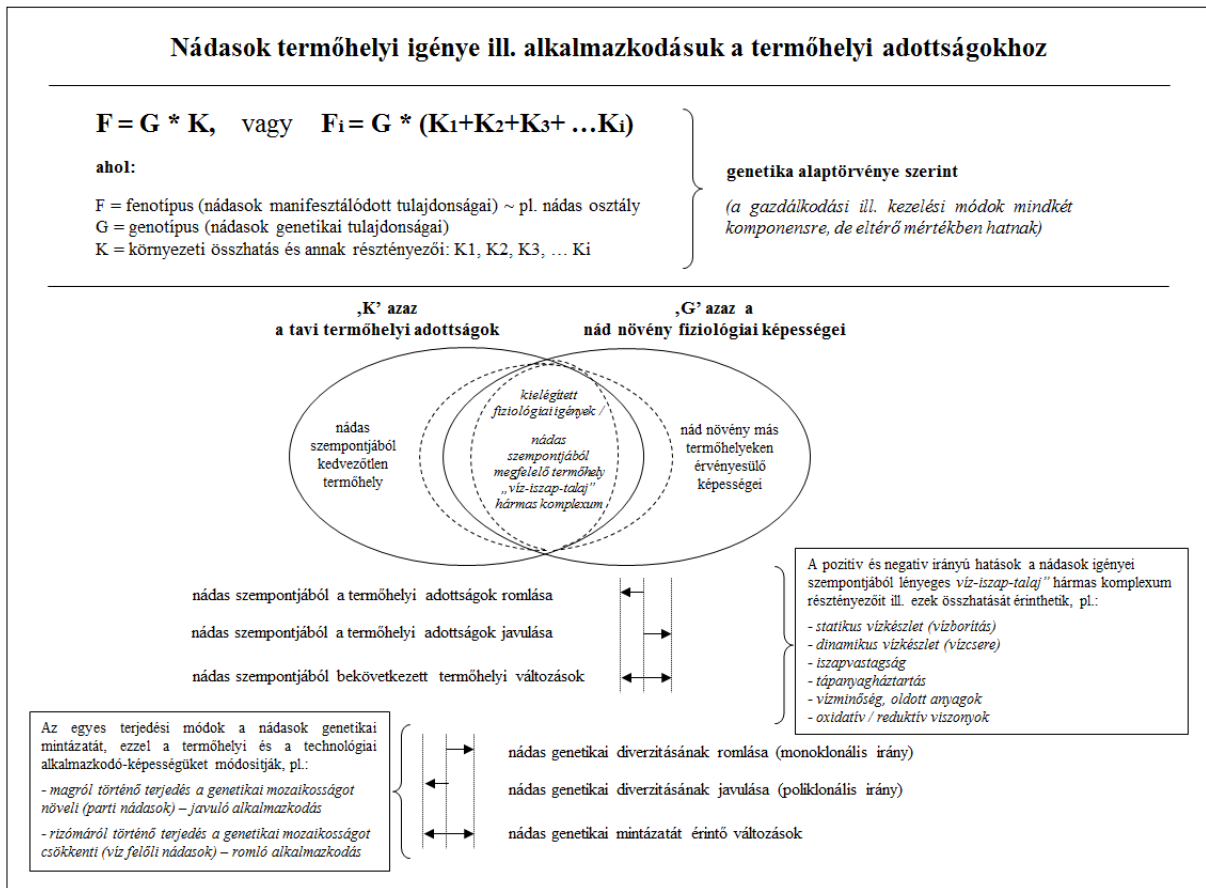 Nádasok termőhelyi igénye ill. alkalmazkodásuk a termőhelyi adottságokhoz
F = G * K, vagy Fi = G * (K1+K2+K3+ …Ki)
ahol:
F = fenotípus (nádasok manifesztálódott tulajdonságai) ~ pl. nádas osztály
G = genotípus (nádasok genetikai tulajdonságai)
K = környezeti összhatás és annak résztényezői: K1, K2, K3, … Ki
genetika alaptörvénye szerint
(a gazdálkodási ill. kezelési módok mindkét
komponensre, de eltérő mértékben hatnak)
‚K’ azaz
a tavi termőhelyi adottságok
‚G’ azaz a
nád növény fiziológiai képességei
nádas
szempontjából
kedvezőtlen
termőhely
kielégített
fiziológiai igények /
nádas
szempontjából
megfelelő termőhely
„víz-iszap-talaj”
hármas komplexum
nád növény más
termőhelyeken
érvényesülő
képességei
nádas szempontjából a termőhelyi adottságok romlása
nádas szempontjából a termőhelyi adottságok javulása
nádas szempontjából bekövetkezett termőhelyi változások
A pozitív és negatív irányú hatások a nádasok igényei
szempontjából lényeges víz-iszap-talaj” hármas komplexum
résztényezőit ill. ezek összhatását érinthetik, pl.:
- statikus vízkészlet (vízborítás)
- dinamikus vízkészlet (vízcsere)
- iszapvastagság
- tápanyagháztartás
- vízminőség, oldott anyagok
- oxidatív / reduktív viszonyok
Az egyes terjedési módok a nádasok genetikai
mintázatát, ezzel a termőhelyi és a technológiai
alkalmazkodó-képességüket módosítják, pl.:
- magról történő terjedés a genetikai mozaikosságot
növeli (parti nádasok) – javuló alkalmazkodás
- rizómáról történő terjedés a genetikai mozaikosságot
csökkenti (víz felőli nádasok) – romló alkalmazkodás
nádas genetikai diverzitásának romlása (monoklonális irány)
nádas genetikai diverzitásának javulása (poliklonális irány)
nádas genetikai mintázatát érintő változások